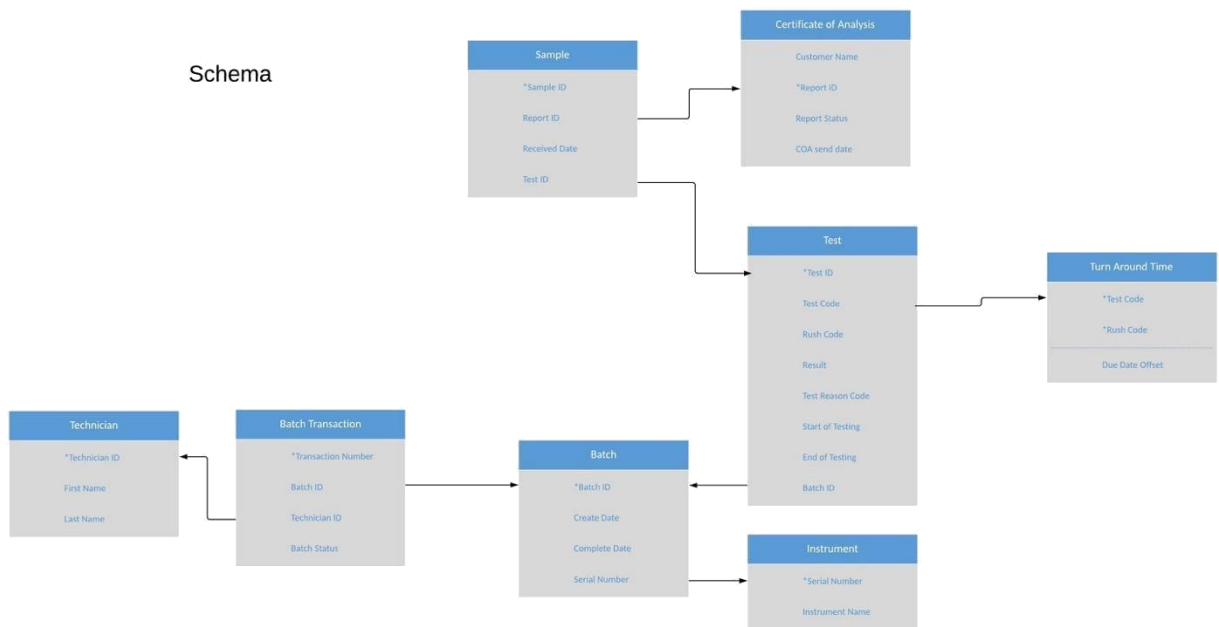 Schema
Sample
*Sample ID
Report ID
Received Date
Test ID
Certificate of Analysis
Customer Name
*Report ID
Report Status
COA send date
Test
*Test ID
Test Code
Rush Code
Result
Test Reason Code
Start of Testing
End of Testing
Batch ID
Turn Around Time
*Test Code
*Rush Code
Due Date Offset
Technician
*Technician ID
First Name
Last Name
Batch Transaction
*Transaction Number
Batch ID
Technician ID
Batch Status
Batch
*Batch ID
Create Date
Complete Date
Serial Number
Instrument
*Serial Number
Instrument Name